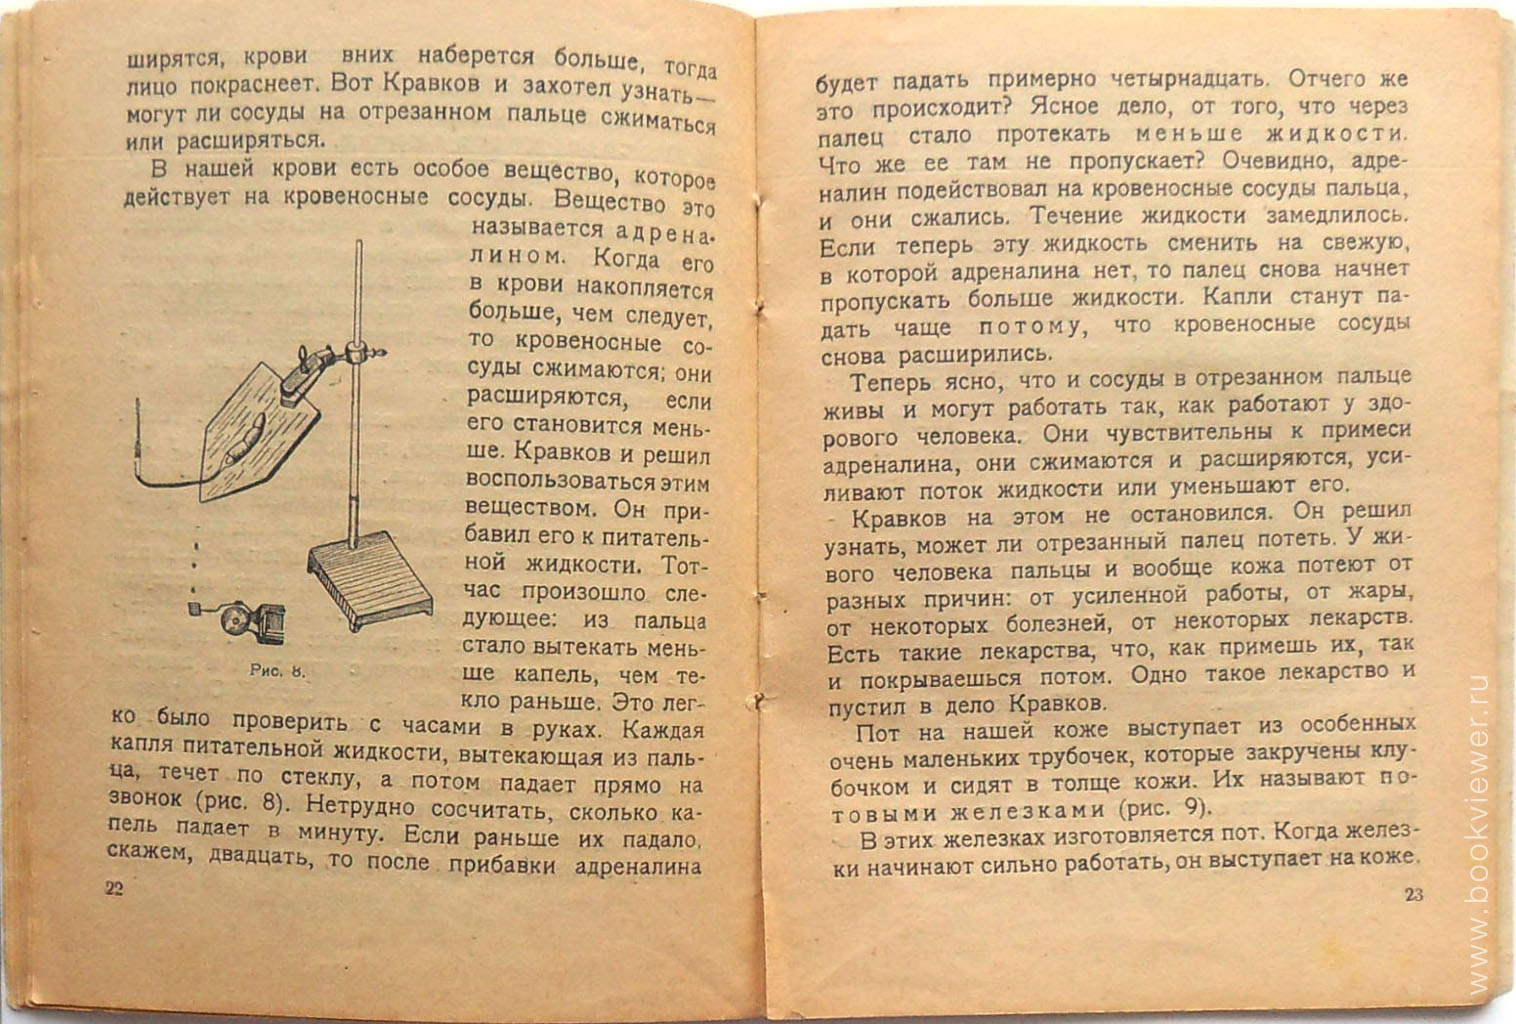 ширятся, крови вних наберется больше, тогда
лицо покраснеет. Вот Кравков и захотел узнать—
могут ли сосуды на отрезанном пальце сжиматься
или расширяться.
В нашей крови есть особое вещество, которое
действует на кровеносные сосуды. Вещество это
называется адрена-
лином. Когда его
в крови накопляется
больше, чем следует,
то кровеносные со-
суды сжимаются; они
расширяются, если
его становится мень-
ше. Кравков и решил
воспользоваться этим
веществом. Он при-
бавил его к питатель-
ной жидкости. Тот-
час произошло сле-
дующее: из пальца
стало вытекать мень-
ше капель, чем те-
кло раньше. Это лег-
Рис. 8.
ко было проверить с часами в руках. Каждая
капля питательной жидкости, вытекающая из паль-
ца, течет по стеклу, а потом падает прямо на
звонок (рис. 8). Нетрудно сосчитать, сколько ка-
пель падает в минуту. Если раньше их падало,
скажем, двадцать, то после прибавки адреналина
22
будет падать примерно четырнадцать. Отчего же
это происходит? Ясное дело, от того, что через
палец стало протекать меньше жидкости.
Что же ее там не пропускает? Очевидно, адре-
налин подействовал на кровеносные сосуды пальца,
и они сжались. Течение жидкости замедлилось.
Если теперь эту жидкость сменить на свежую,
в которой адреналина нет, то палец снова начнет
пропускать больше жидкости. Капли станут па-
дать чаще потому, что кровеносные сосуды
снова расширились.
Теперь ясно, что и сосуды в отрезанном пальце
живы и могут работать так, как работают у здо-
рового человека. Они чувствительны к примеси
адреналина, они сжимаются и расширяются, уси-
ливают поток жидкости или уменьшают его.
Кравков на этом не остановился. Он решил
узнать, может ли отрезанный палец потеть. У жи-
вого человека пальцы и вообще кожа потеют от
разных причин: от усиленной работы, от жары,
от некоторых болезней, от некоторых лекарств.
Есть такие лекарства, что, как примешь их, так
и покрываешься потом. Одно такое лекарство и
пустил в дело Кравков.
Пот на нашей коже выступает из особенных
очень маленьких трубочек, которые закручены клу-
бочком и сидят в толще кожи. Их называют по-
товыми железками (рис. 9).
В этих железках изготовляется пот. Когда желез-
ки начинают сильно работать, он выступает на коже.
23
www.bookviewer.ru